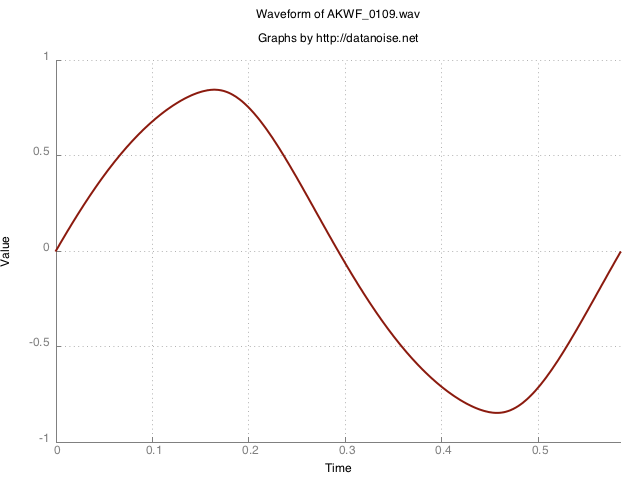 Waveform of AKWF_0109.wav
Graphs by http://datanoise.net
1
0.5
0
-0.5
-1
Value
0 0.1 0.2 0.3 0.4 0.5
Time